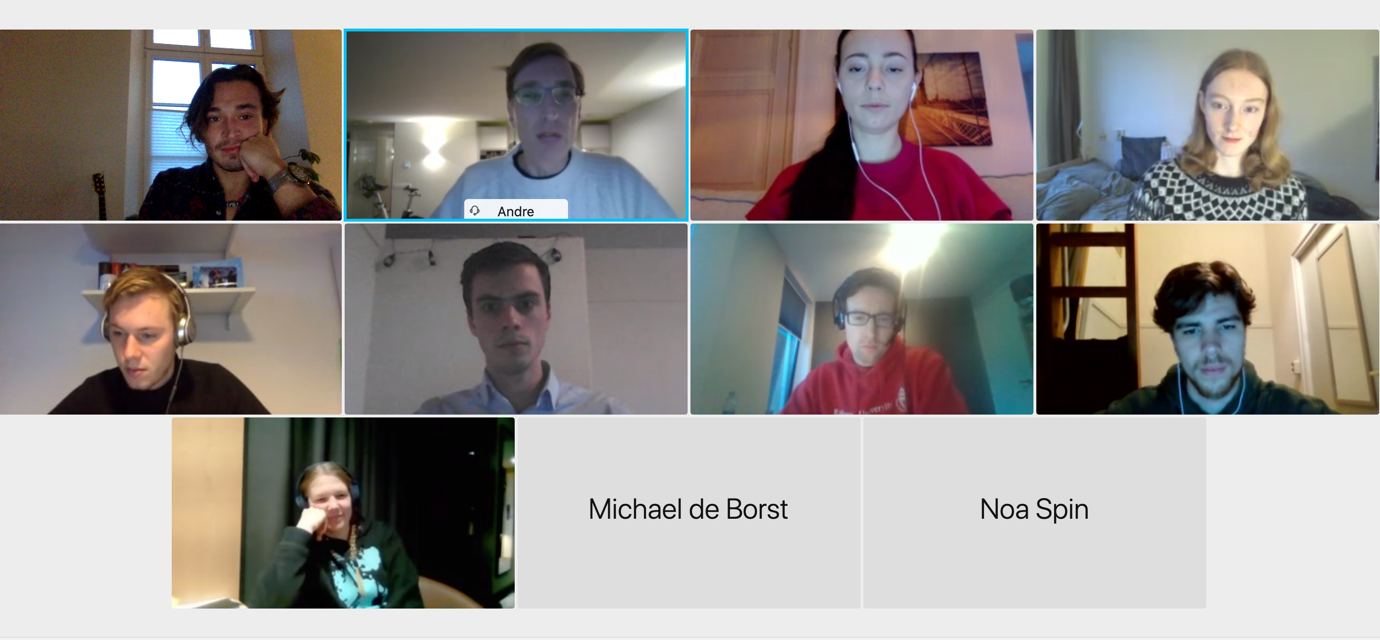 Andre
Michael de Borst
Noa Spin